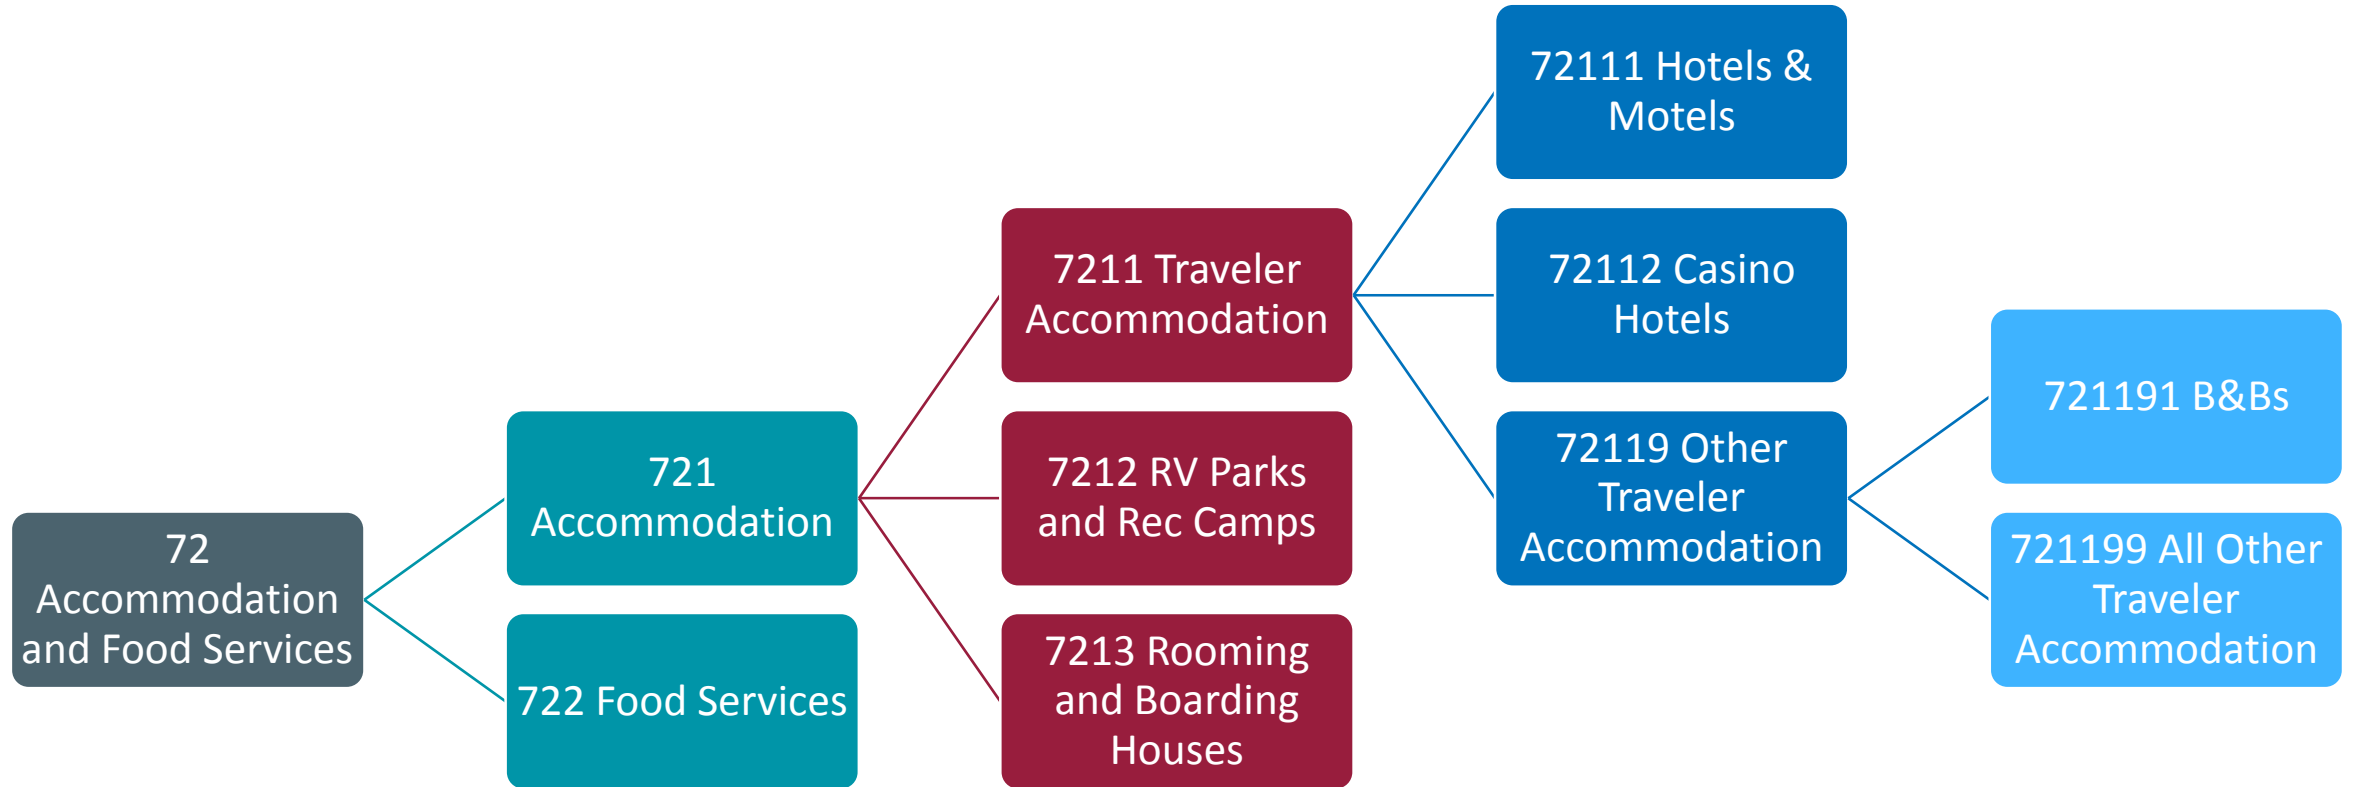 72
Accommodation
and Food Services
721
Accommodation
722 Food Services
7211 Traveler
Accommodation
7212 RV Parks
and Rec Camps
7213 Rooming
and Boarding
Houses
72111 Hotels &
Motels
72112 Casino
Hotels
72119 Other
Traveler
Accommodation
721191 B&Bs
721199 All Other
Traveler
Accommodation